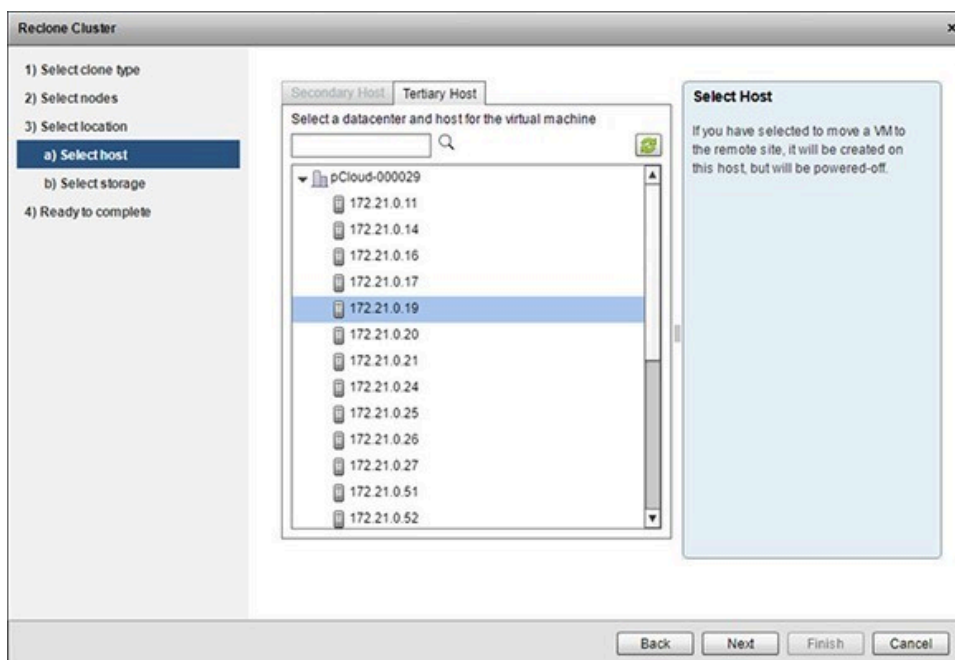 Reclone Cluster
×
1) Select clone type
2) Select nodes
3) Select location
a) Select host
b) Select storage
4) Ready to complete
Secondary Host
Tertiary Host
Select a datacenter and host for the virtual machine
pCloud-000029
172.21.0.11
172.21.0.14
172.21.0.16
172.21.0.17
172.21.0.19
172.21.0.20
172.21.0.21
172.21.0.24
172.21.0.25
172.21.0.26
172.21.0.27
172.21.0.51
172.21.0.52
Select Host
If you have selected to move a VM to
the remote site, it will be created on
this host, but will be powered-off.
Back
Next
Finish
Cancel